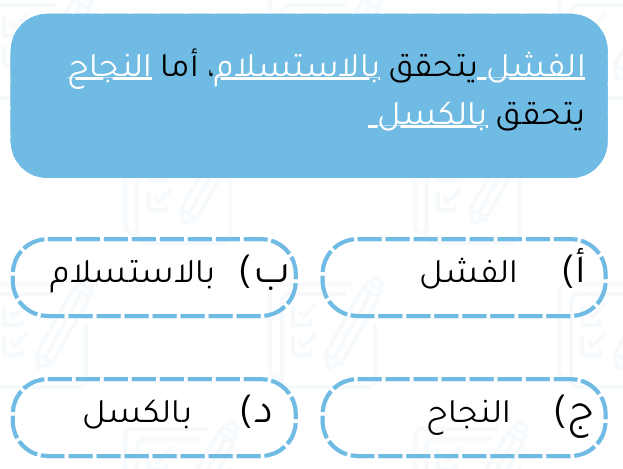 الفشل يتحقق بالاستسلام، أما النجاح
يتحقق بالكسل
أ) الفشل
ب) بالاستسلام
ج) النجاح
د) بالكسل